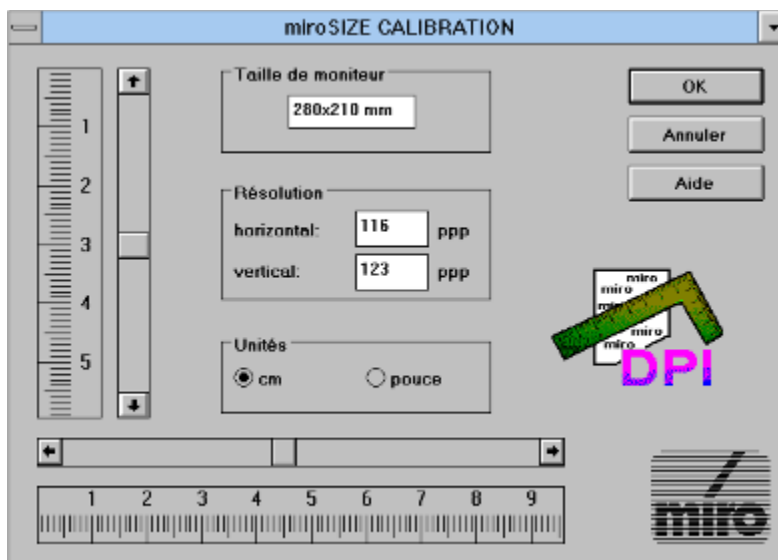 miroSIZE CALIBRATION
Taille de moniteur
280x210 mm
OK
Annuler
Aide
1
2
3
4
5
Résolution
horizontal: 116 ppp
vertical: 123 ppp
Unités
cm pouce
miro
miro
miro
miro
DPI
1 2 3 4 5 6 7 8 9
miro